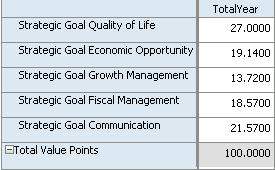 TotalYear
Strategic Goal Quality of Life 27.0000
Strategic Goal Economic Opportunity 19.1400
Strategic Goal Growth Management 13.7200
Strategic Goal Fiscal Management 18.5700
Strategic Goal Communication 21.5700
Total Value Points 100.0000